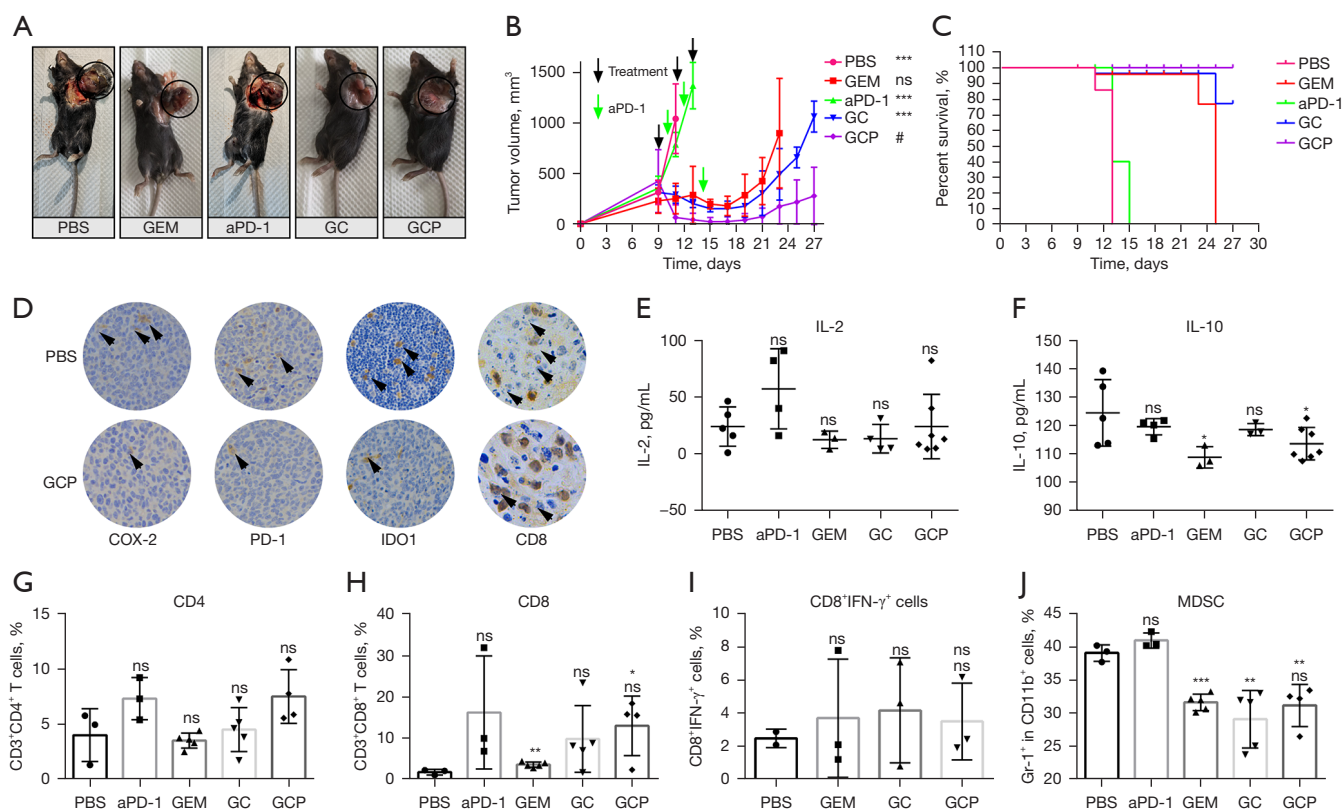 A
PBS
GEM
aPD-1
GC
GCP
B
Tumor volume, mm³
1500
1000
500
0
Treatment
aPD-1
PBS ***
GEM ns
aPD-1 ***
GC ***
GCP #
0 3 6 9 12 15 18 21 24 27
Time, days
C
Percent survival, %
110
100
90
80
70
60
50
40
30
20
10
0
PBS
GEM
aPD-1
GC
GCP
0 3 6 9 12 15 18 21 24 27 30
Time, days
D
PBS
GCP
COX-2
PD-1
IDO1
CD8
E
IL-2
IL-2, pg/mL
100
50
0
−50
ns
ns
ns
ns
PBS aPD-1 GEM GC GCP
F
IL-10
IL-10, pg/mL
150
140
130
120
110
100
90
ns
*
ns
*
PBS aPD-1 GEM GC GCP
G
CD4
CD3⁺CD4⁺ T cells, %
15
10
5
0
ns
ns
ns
ns
PBS aPD-1 GEM GC GCP
H
CD8
CD3⁺CD8⁺ T cells, %
40
30
20
10
0
ns
**
ns
*
ns
PBS aPD-1 GEM GC GCP
I
CD8⁺IFN-γ⁺ cells
CD8⁺IFN-γ⁺ cells, %
10
8
6
4
2
0
ns
ns
ns
ns
PBS GEM GC GCP
J
MDSC
Gr-1⁺ in CD11b⁺ cells, %
45
40
35
30
25
20
ns
***
**
**
ns
PBS aPD-1 GEM GC GCP